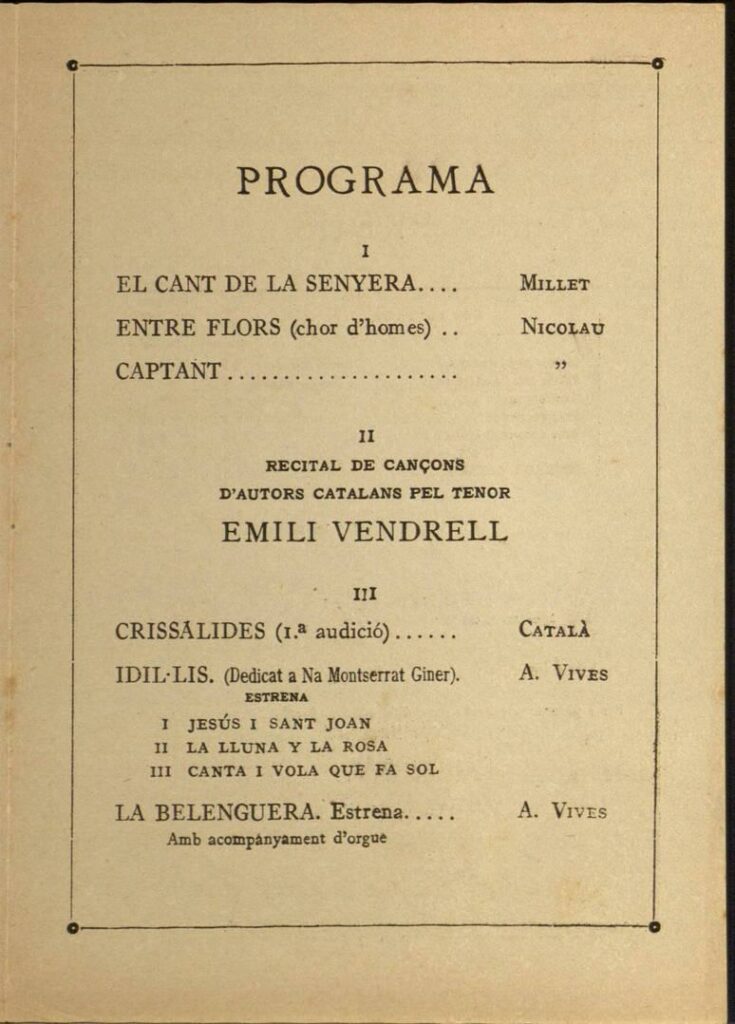 PROGRAMA
I
EL CANT DE LA SENYERA.... MILLET
ENTRE FLORS (chor d'homes) .. NICOLAU
CAPTANT..................... ”
II
RECITAL DE CANÇONS
D'AUTORS CATALANS PEL TENOR
EMILI VENDRELL
III
CRISSÀLIDES (1.ª audició)...... CATALÀ
IDIL·LIS. (Dedicat a Na Montserrat Giner). A. VIVES
ESTRENA
I JESÚS I SANT JOAN
II LA LLUNA Y LA ROSA
III CANTA I VOLA QUE FA SOL
LA BELENGUERA. Estrena..... A. VIVES
Amb acompanyament d'orgue